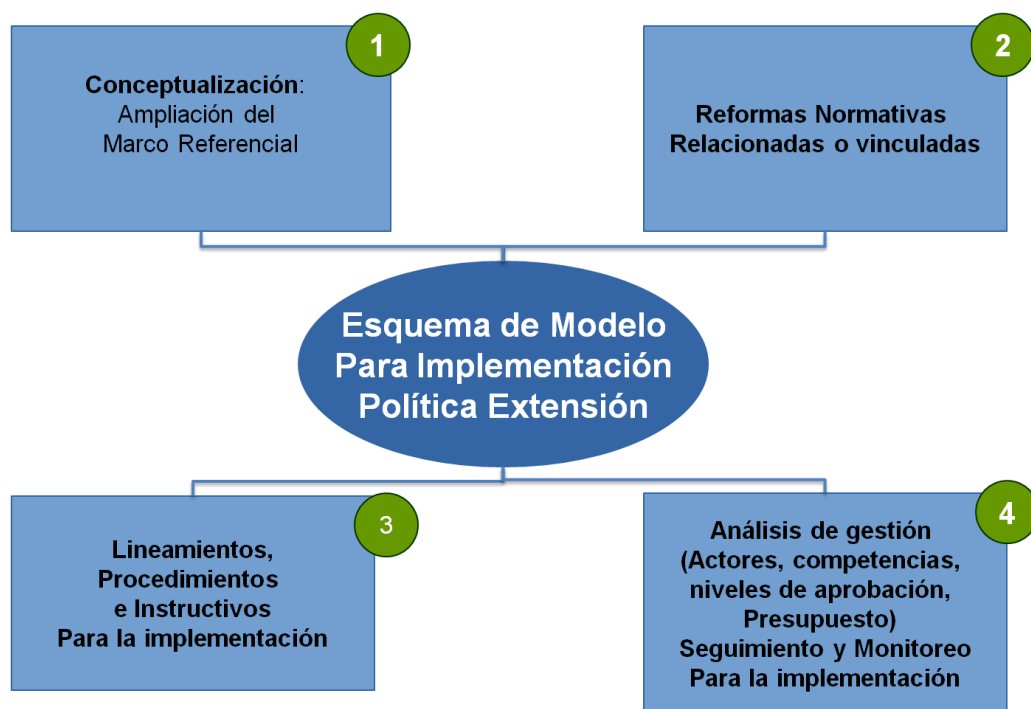 1
Conceptualización:
Ampliación del
Marco Referencial
2
Reformas Normativas
Relacionadas o vinculadas
Esquema de Modelo
Para Implementación
Política Extensión
3
Lineamientos,
Procedimientos
e Instructivos
Para la implementación
4
Análisis de gestión
(Actores, competencias,
niveles de aprobación,
Presupuesto)
Seguimiento y Monitoreo
Para la implementación